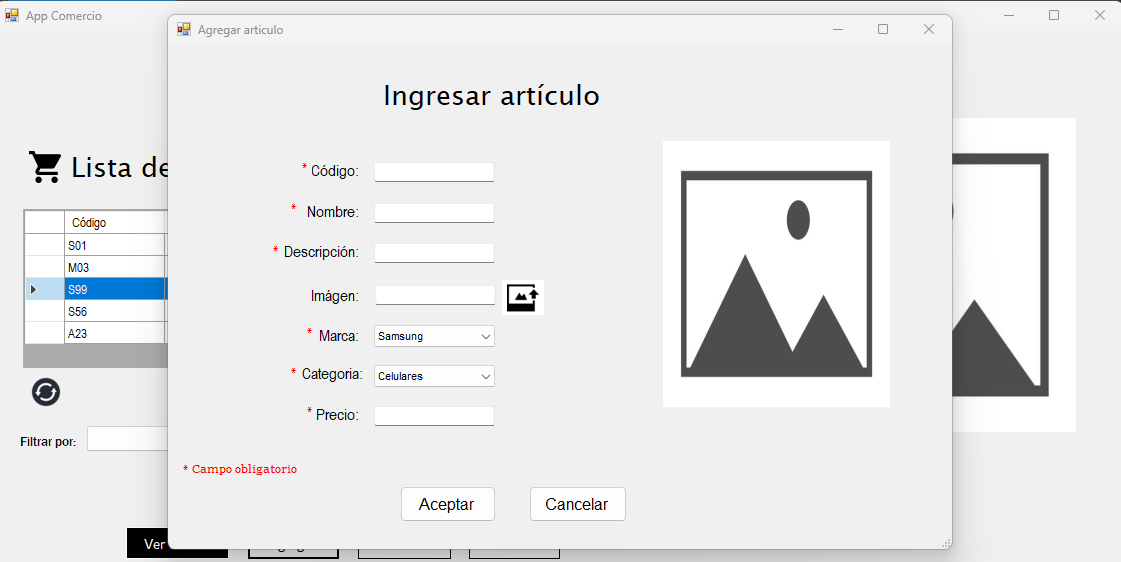 App Comercio
Agregar articulo
Ingresar artículo
Lista de
Código
S01
M03
S99
S56
A23
Filtrar por:
* Código:
* Nombre:
* Descripción:
Imágen:
* Marca: Samsung
* Categoria: Celulares
* Precio:
* Campo obligatorio
Aceptar Cancelar
Ver